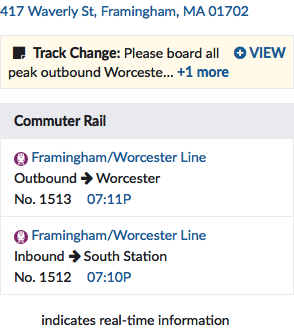 417 Waverly St, Framingham, MA 01702
Track Change: Please board all VIEW
peak outbound Worceste... +1 more
Commuter Rail
Framingham/Worcester Line
Outbound → Worcester
No. 1513 07:11P
Framingham/Worcester Line
Inbound → South Station
No. 1512 07:10P
indicates real-time information